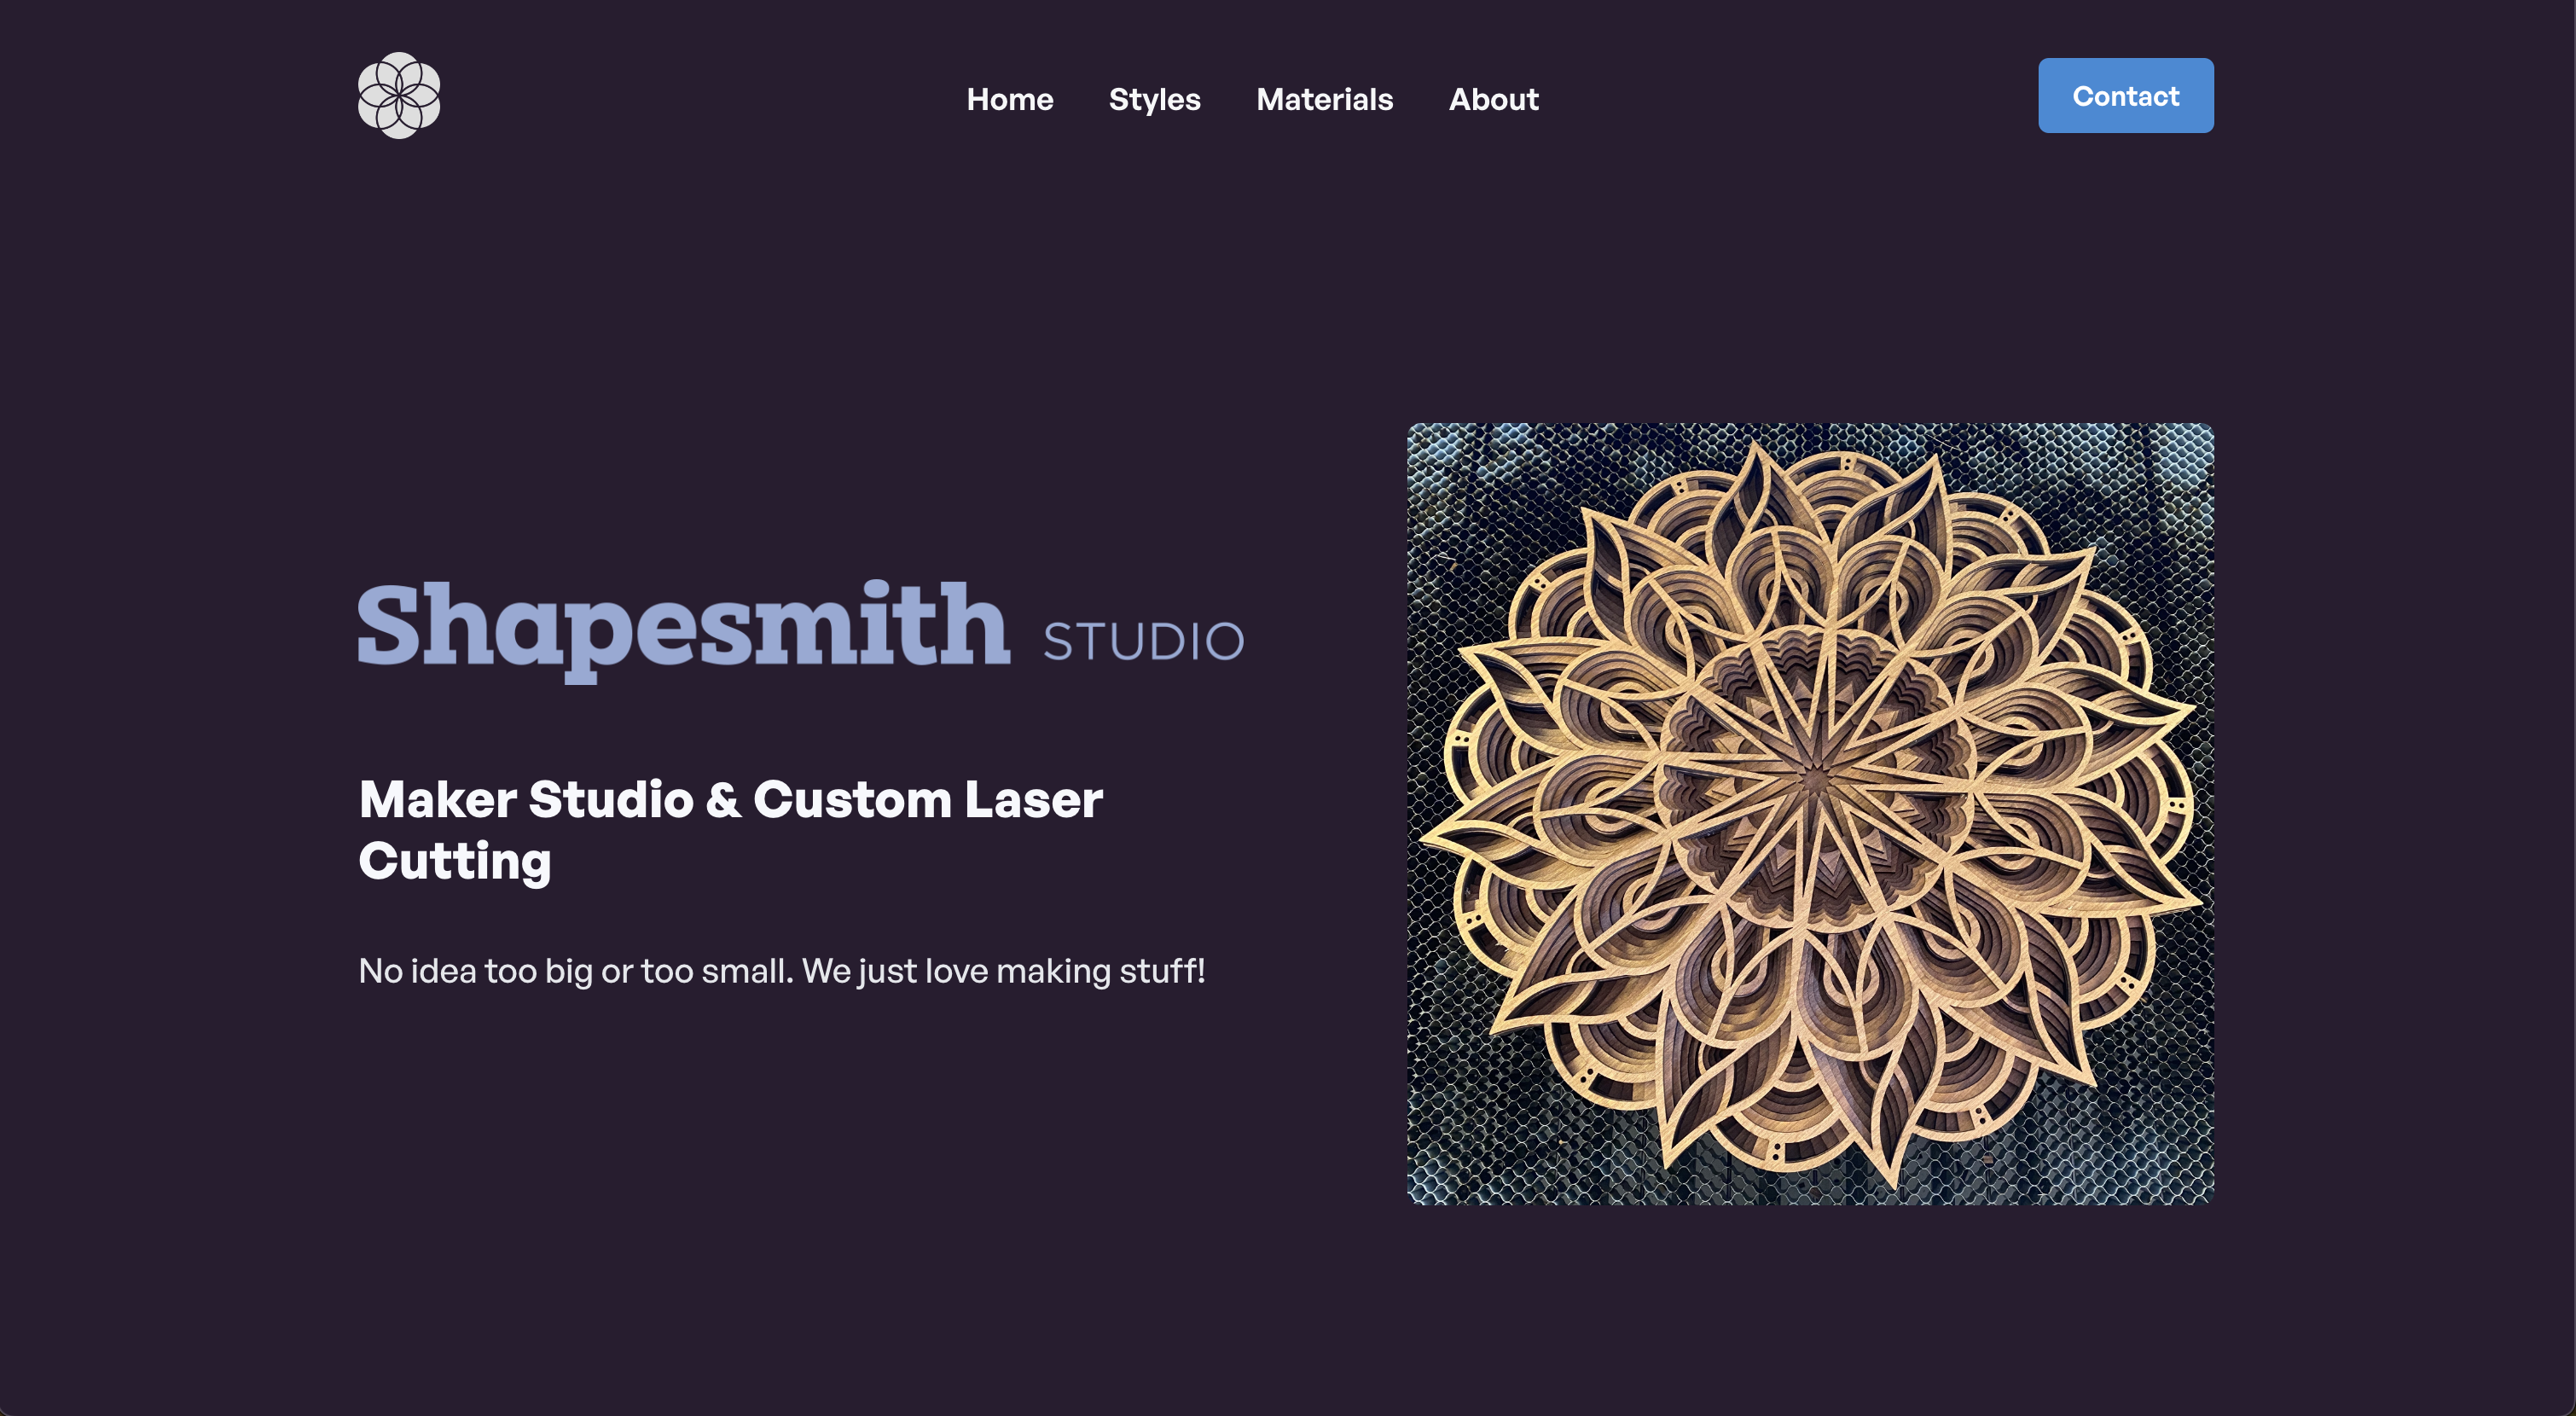 Home Styles Materials About
Contact
Shapesmith STUDIO
Maker Studio & Custom Laser
Cutting
No idea too big or too small. We just love making stuff!